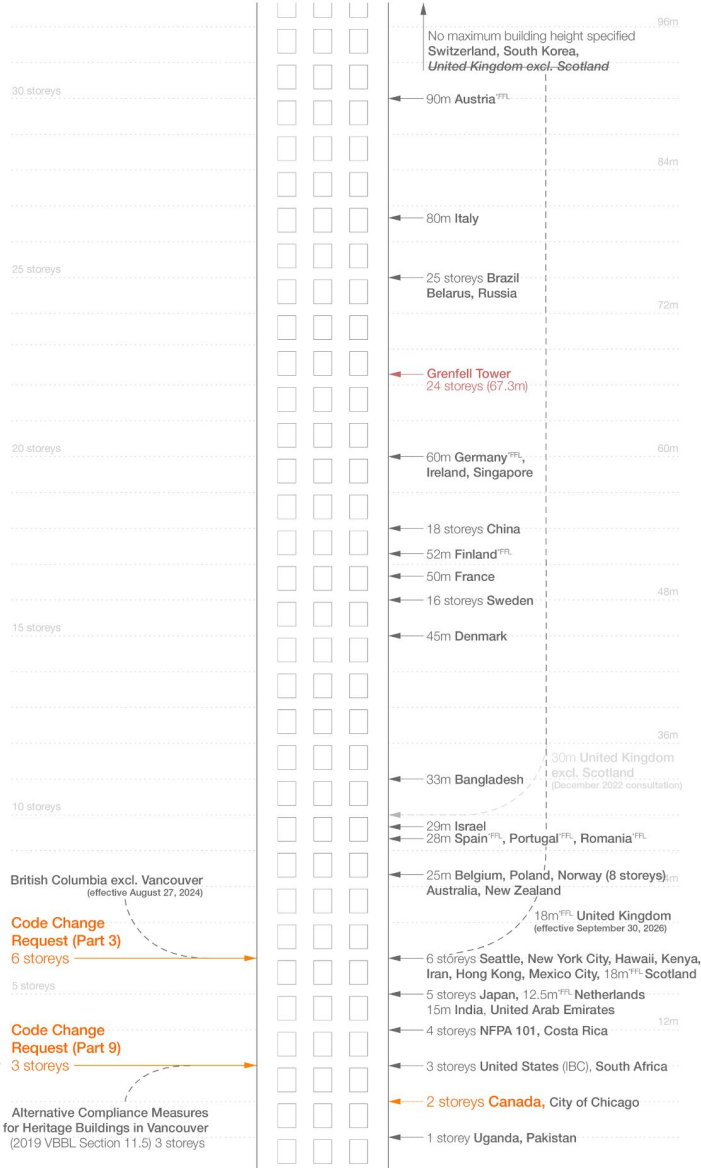 96m
No maximum building height specified
Switzerland, South Korea,
United Kingdom excl. Scotland
30 storeys
90m Austria*FFL
84m
80m Italy
25 storeys
25 storeys Brazil
Belarus, Russia
72m
Grenfell Tower
24 storeys (67.3m)
20 storeys
60m Germany*FFL,
Ireland, Singapore
60m
18 storeys China
52m Finland*FFL
50m France
48m
16 storeys Sweden
15 storeys
45m Denmark
36m
30m United Kingdom
excl. Scotland
(December 2022 consultation)
33m Bangladesh
10 storeys
29m Israel
28m Spain*FFL, Portugal*FFL, Romania*FFL
25m Belgium, Poland, Norway (8 storeys)
Australia, New Zealand
British Columbia excl. Vancouver
(effective August 27, 2024)
18m*FFL United Kingdom
(effective September 30, 2026)
Code Change
Request (Part 3)
6 storeys
6 storeys Seattle, New York City, Hawaii, Kenya,
Iran, Hong Kong, Mexico City, 18m*FFL Scotland
5 storeys
5 storeys Japan, 12.5m*FFL Netherlands
15m India, United Arab Emirates
12m
Code Change
Request (Part 9)
3 storeys
4 storeys NFPA 101, Costa Rica
3 storeys United States (IBC), South Africa
2 storeys Canada, City of Chicago
Alternative Compliance Measures
for Heritage Buildings in Vancouver
(2019 VBBL Section 11.5) 3 storeys
1 storey Uganda, Pakistan